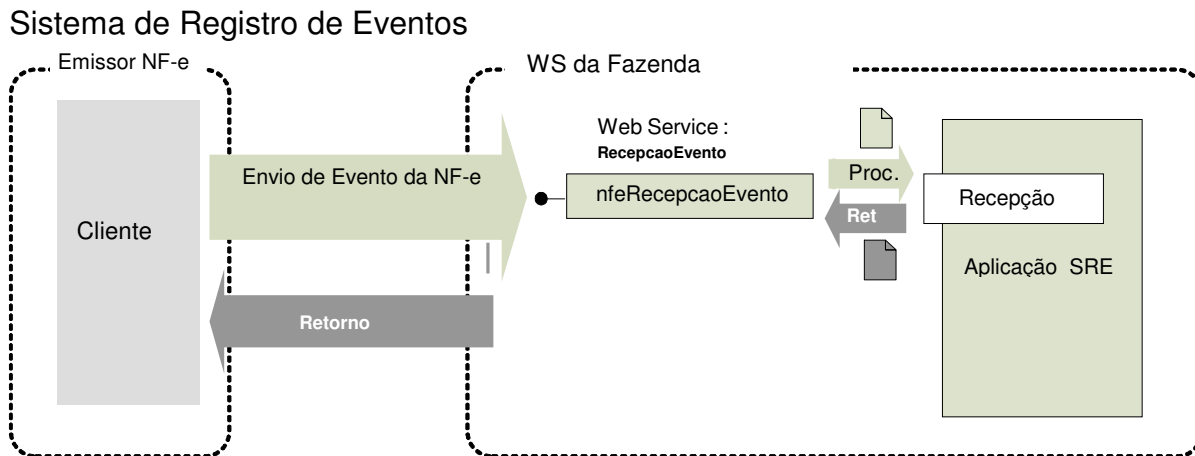 Sistema de Registro de Eventos
Emissor NF-e
WS da Fazenda
Web Service :
RecepcaoEvento
Envio de Evento da NF-e
nfeRecepcaoEvento
Proc.
Recepção
Ret
Cliente
Aplicação SRE
Retorno